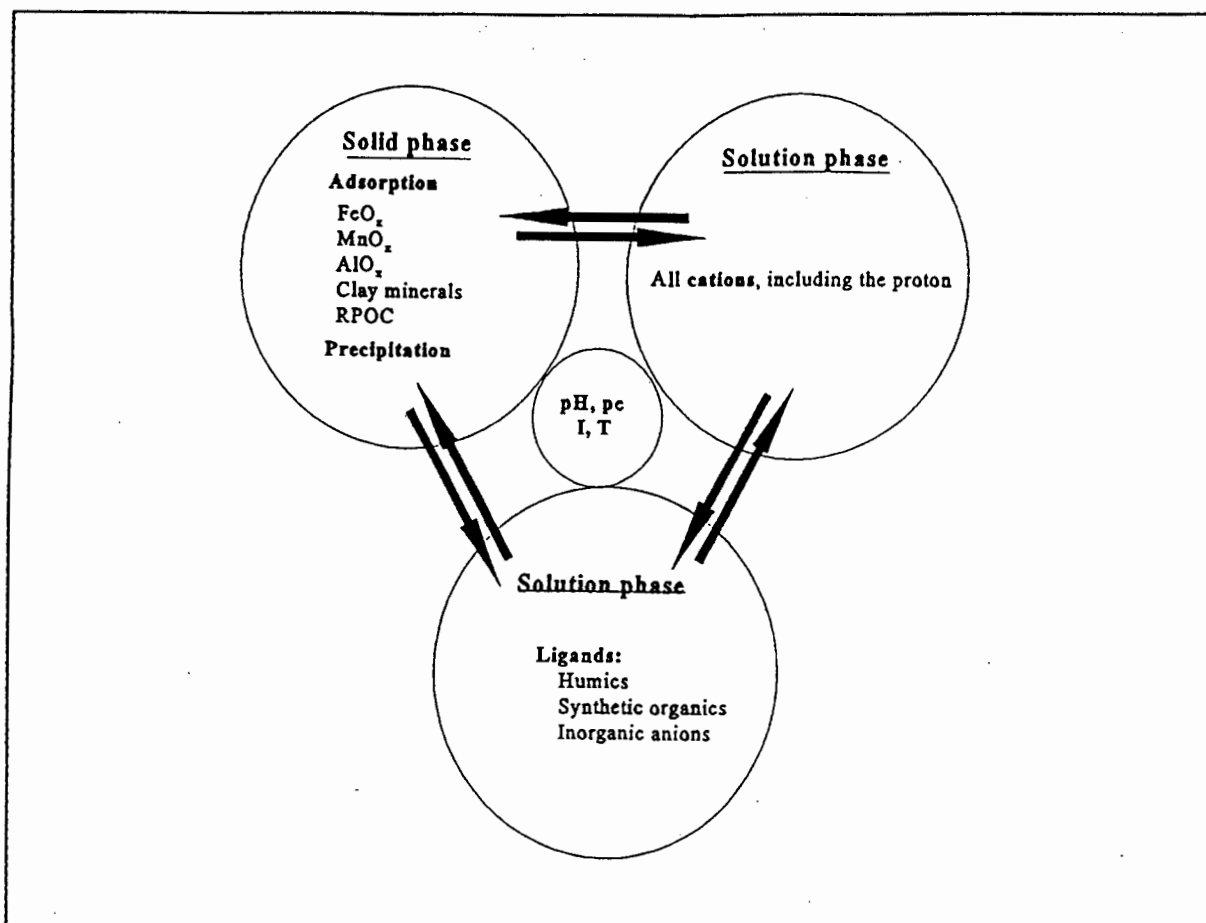 Solid phase
Adsorption
FeOₓ
MnOₓ
AlOₓ
Clay minerals
RPOC
Precipitation
Solution phase
All cations, including the proton
pH, pe
I, T
Solution phase
Ligands:
Humics
Synthetic organics
Inorganic anions